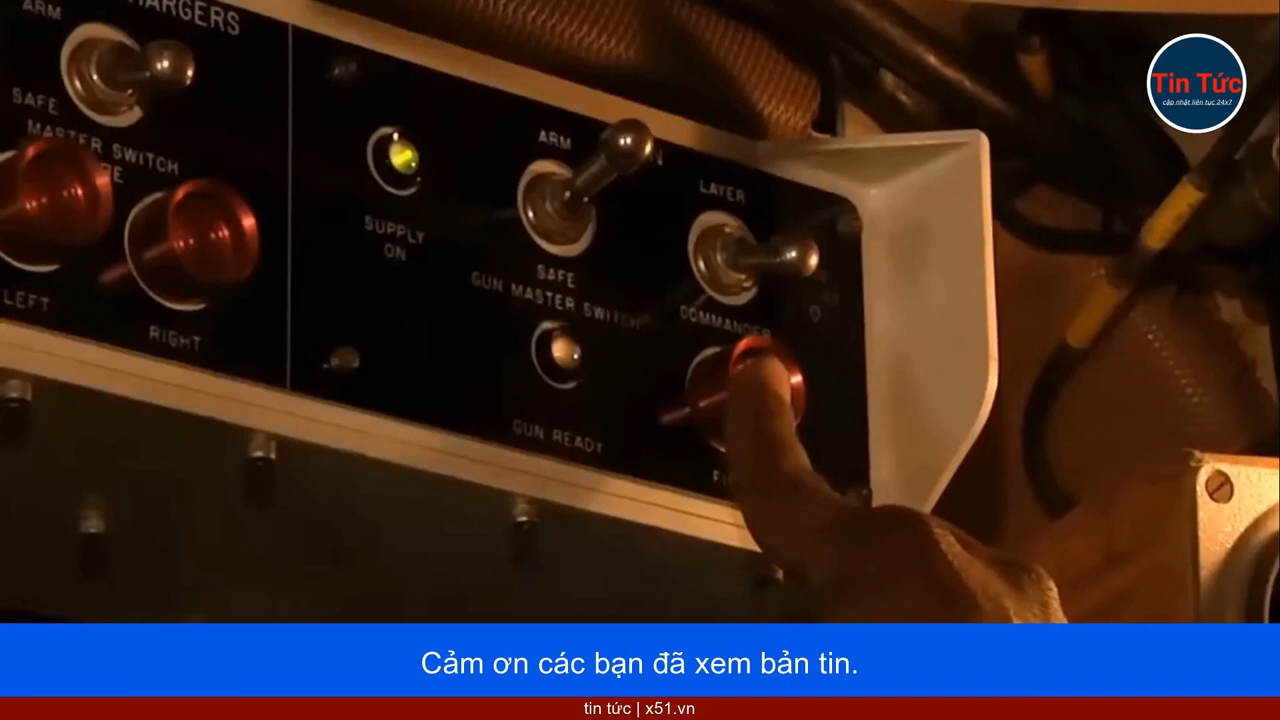 ARM
SAFE
MASTER SWITCH
LEFT
RIGHT
SUPPLY
ON
ARM
SAFE
GUN MASTER SWITCH
GUN READY
LAYER
COMMANDER
Tin Tức
cập nhật liên tục 24x7
Cảm ơn các bạn đã xem bản tin.
tin tức | x51.vn